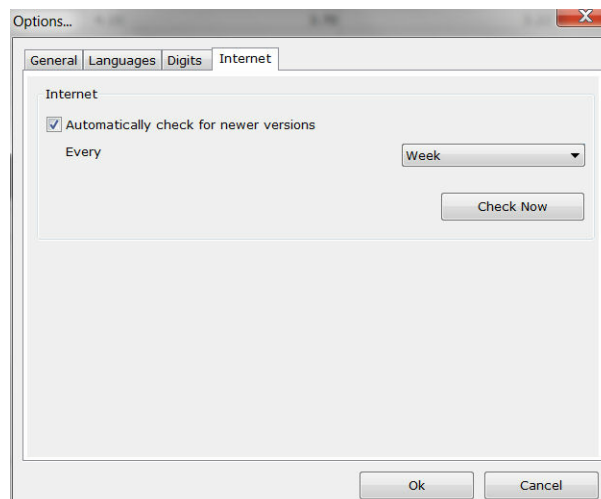 Options...
General Languages Digits Internet
Internet
Automatically check for newer versions
Every Week
Check Now
Ok Cancel